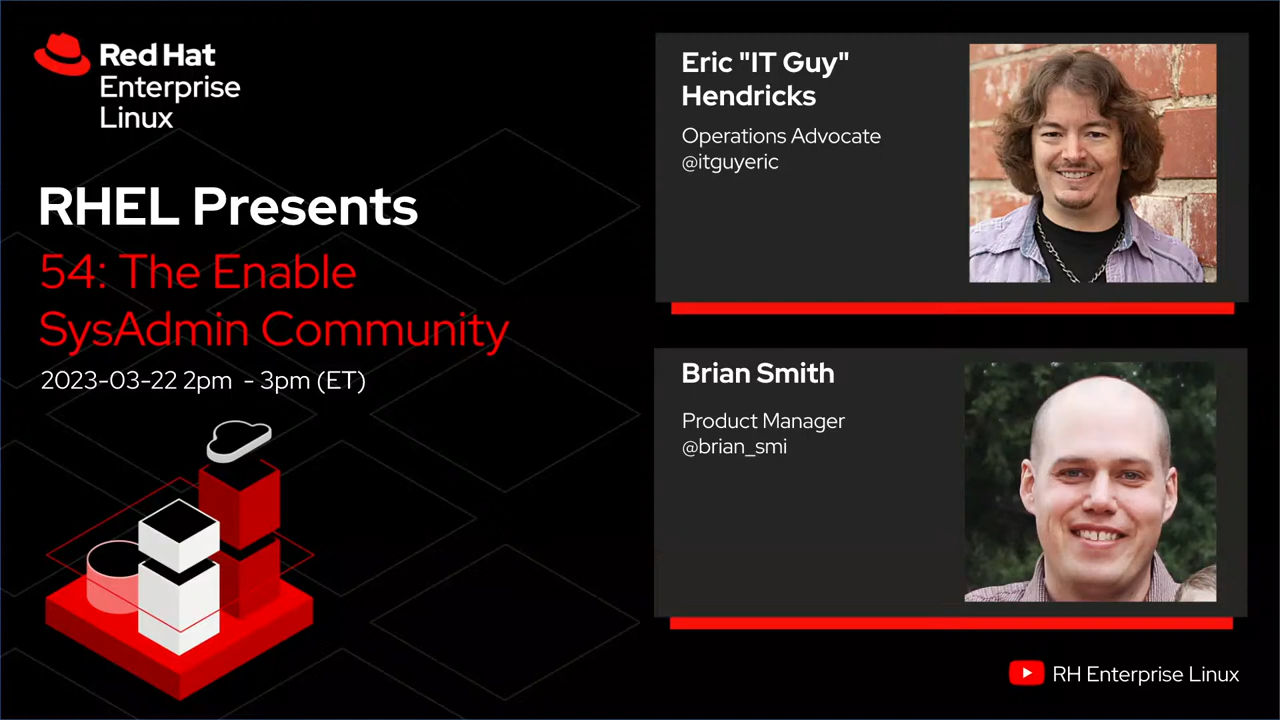 Red Hat
Enterprise
Linux
RHEL Presents
54: The Enable
SysAdmin Community
2023-03-22 2pm - 3pm (ET)
Eric "IT Guy"
Hendricks
Operations Advocate
@itguyeric
Brian Smith
Product Manager
@brian_smi
RH Enterprise Linux